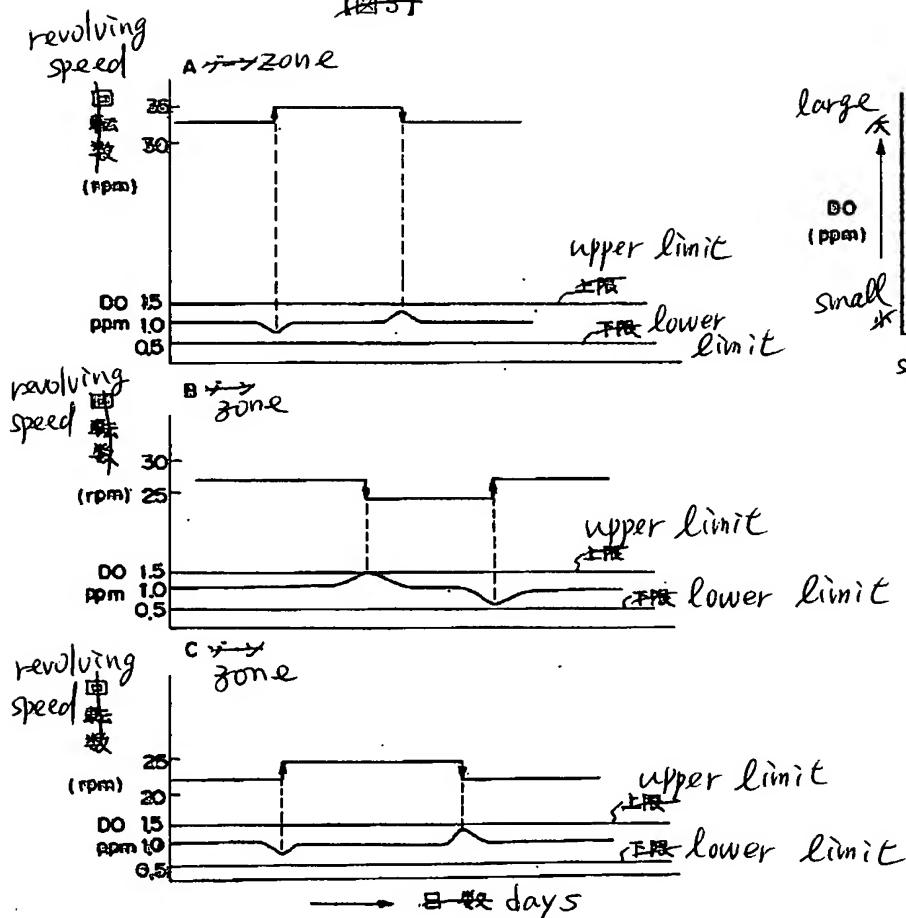 【図5】
revolving speed
回転数
(rpm)
A ゾーン zone
35
30
DO 1.5
ppm 1.0
0.5
上限 upper limit
下限 lower limit
large 大
DO
(ppm)
small 小
s
revolving speed
回転数
(rpm)
B ゾーン zone
30
25
DO 1.5
ppm 1.0
0.5
上限 upper limit
下限 lower limit
revolving speed
回転数
(rpm)
C ゾーン zone
25
20
DO 1.5
ppm 1.0
0.5
上限 upper limit
下限 lower limit
日数 days